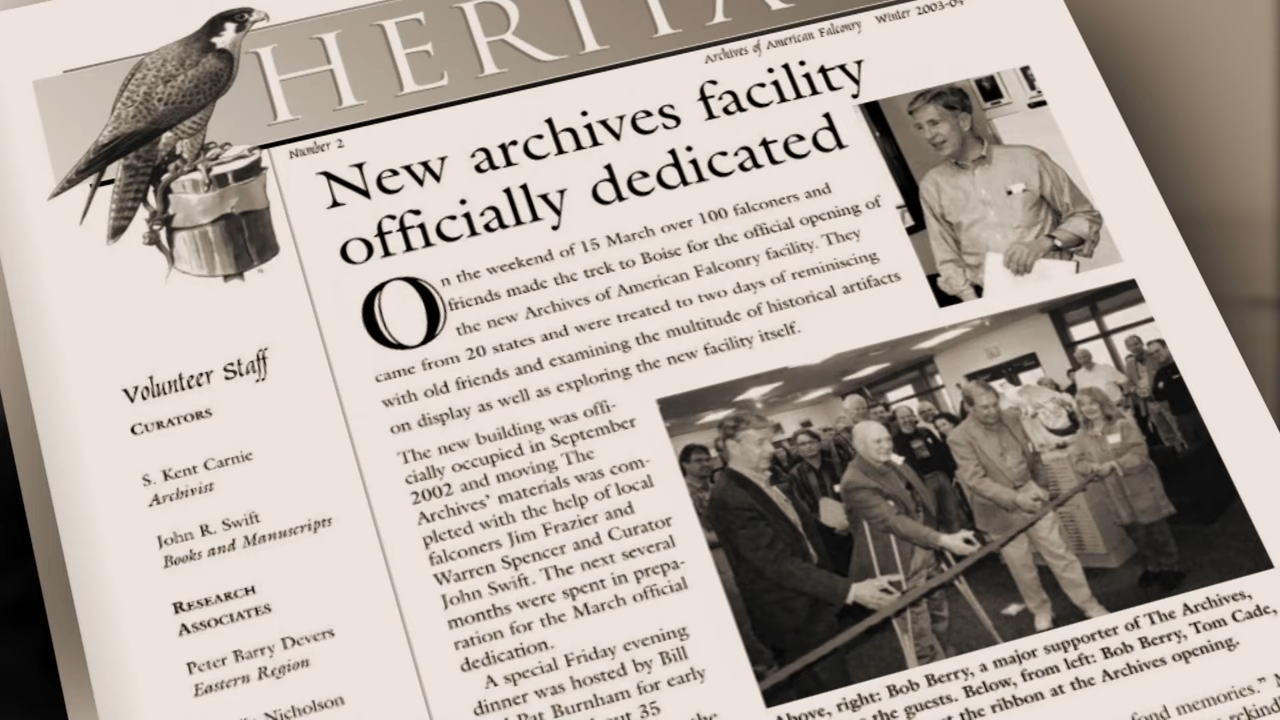 HERITA
Archives of American Falconry Winter 2003-04
Number 2
New archives facility
officially dedicated
On the weekend of 15 March over 100 falconers and
friends made the trek to Boise for the official opening of
the new Archives of American Falconry facility. They
came from 20 states and were treated to two days of reminiscing
with old friends and examining the multitude of historical artifacts
on display as well as exploring the new facility itself.
The new building was offi-
cially occupied in September
2002 and moving The
Archives' materials was com-
pleted with the help of local
falconers Jim Frazier and
Warren Spencer and Curator
John Swift. The next several
months were spent in prepa-
ration for the March official
dedication.
A special Friday evening
dinner was hosted by Bill
Pat Burnham for early
35
the
Volunteer Staff
CURATORS
S. Kent Carnie
Archivist
John R. Swift
Books and Manuscripts
RESEARCH
ASSOCIATES
Peter Barry Devers
Eastern Region
Nicholson
Above, right: Bob Berry, a major supporter of The Archives,
the guests. Below, from left: Bob Berry, Tom Cade,
the ribbon at the Archives opening.
fond memories."